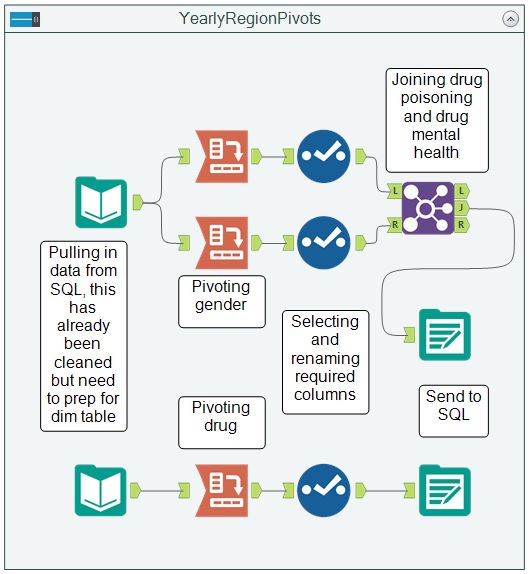 YearlyRegionPivots
Joining drug
poisoning
and drug
mental
health
L
L
J
R
R
Pulling in
data from
SQL, this
has
already
been
cleaned
but need
to prep for
dim table
Pivoting
gender
Selecting
and
renaming
required
columns
Send to
SQL
Pivoting
drug